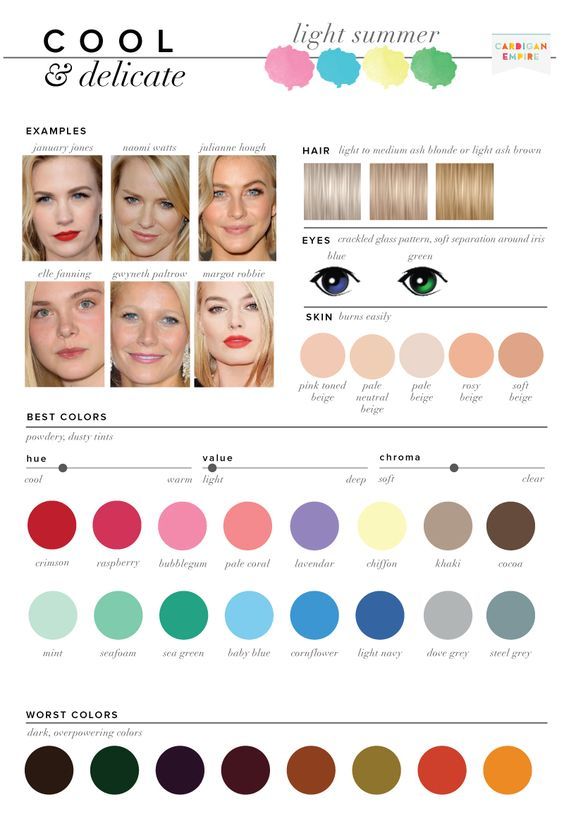 COOL
& delicate
light summer
CARDIGAN
EMPIRE
EXAMPLES
january jones naomi watts julianne hough
elle fanning gwyneth paltrow margot robbie
HAIR light to medium ash blonde or light ash brown
EYES crackled glass pattern, soft separation around iris
blue green
SKIN burns easily
pink toned beige
pale neutral beige
pale beige
rosy beige
soft beige
BEST COLORS
powdery, dusty tints
hue
cool warm
value
light deep
chroma
soft clear
crimson raspberry bubblegum pale coral lavendar chiffon khaki cocoa
mint seafoam sea green baby blue cornflower light navy dove grey steel grey
WORST COLORS
dark, overpowering colors